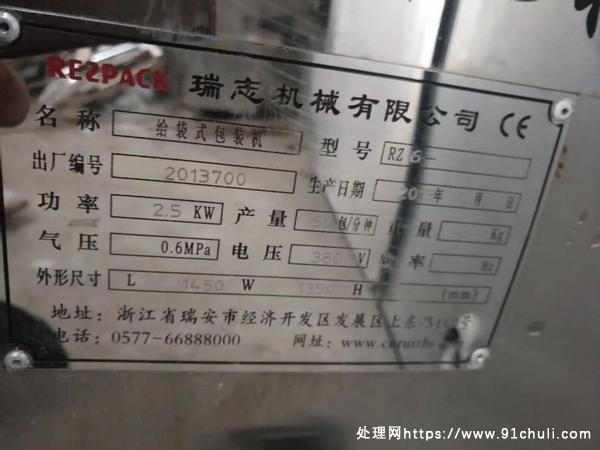 REZPACK 瑞志机械有限公司 CE
名称 给袋式包装机 型号 RZ6-
出厂编号 2013700 生产日期 年 月 日
功率 2.5 KW 产量 包/分钟 重量 Kg
气压 0.6MPa 电压 380 V 频率 Hz
外形尺寸 L 1450 W 1350 H (mm)
地址: 浙江省瑞安市经济开发区发展区上东 号
电话: 0577-66888000 网址: www.cnruizhi
处理网https://www.91chuli.com/